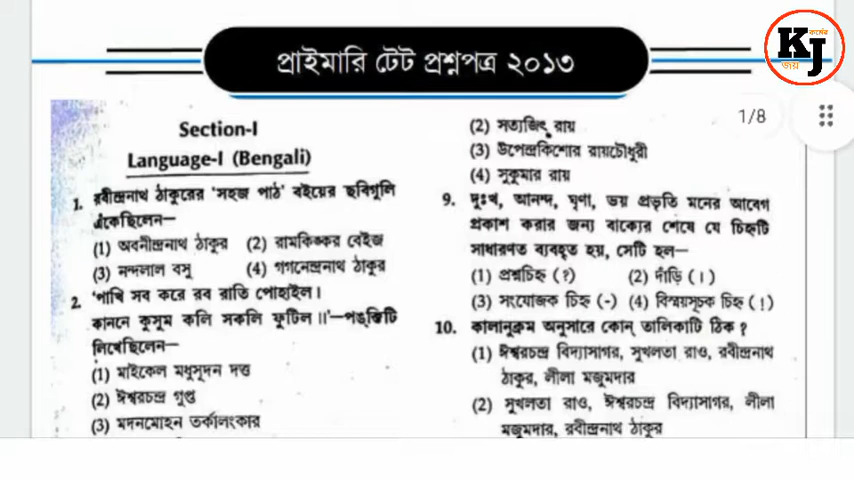 প্রাইমারি টেট প্রশ্নপত্র ২০১৩
কর্মের
KJ
জয়
1/8
Section-I
Language-I (Bengali)
1. রবীন্দ্রনাথ ঠাকুরের 'সহজ পাঠ' বইয়ের ছবিগুলি
এঁকেছিলেন—
(1) অবনীন্দ্রনাথ ঠাকুর (2) রামকিঙ্কর বেইজ
(3) নন্দলাল বসু (4) গগনেন্দ্রনাথ ঠাকুর
2. 'পাখি সব করে রব রাতি পোহাইল।
কাননে কুসুম কলি সকলি ফুটিল।।'—পঙ্‌ক্তিটি
লিখেছিলেন—
(1) মাইকেল মধুসূদন দত্ত
(2) ঈশ্বরচন্দ্র গুপ্ত
(3) মদনমোহন তর্কালংকার
(2) সত্যজিৎ রায়
(3) উপেন্দ্রকিশোর রায়চৌধুরী
(4) সুকুমার রায়
9. দুঃখ, আনন্দ, ঘৃণা, ভয় প্রভৃতি মনের আবেগ
প্রকাশ করার জন্য বাক্যের শেষে যে চিহ্নটি
সাধারণত ব্যবহৃত হয়, সেটি হল—
(1) প্রশ্নচিহ্ন (?) (2) দাঁড়ি (।)
(3) সংযোজক চিহ্ন (-) (4) বিস্ময়সূচক চিহ্ন (!)
10. কালানুক্রম অনুসারে কোন্ তালিকাটি ঠিক ?
(1) ঈশ্বরচন্দ্র বিদ্যাসাগর, সুখলতা রাও, রবীন্দ্রনাথ
ঠাকুর, লীলা মজুমদার
(2) সুখলতা রাও, ঈশ্বরচন্দ্র বিদ্যাসাগর, লীলা
মজুমদার, রবীন্দ্রনাথ ঠাকুর